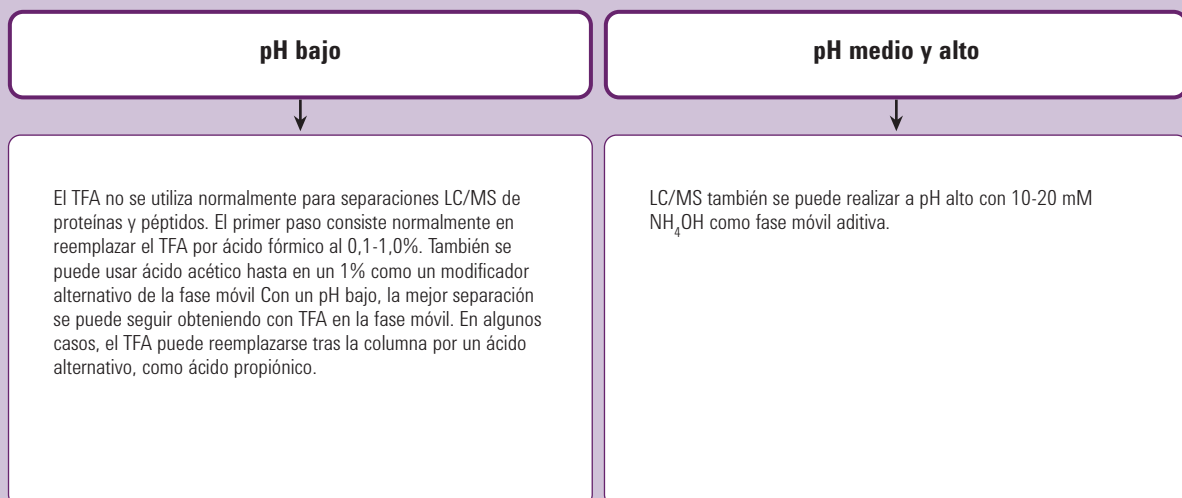 pH bajo
El TFA no se utiliza normalmente para separaciones LC/MS de
proteínas y péptidos. El primer paso consiste normalmente en
reemplazar el TFA por ácido fórmico al 0,1-1,0%. También se
puede usar ácido acético hasta en un 1% como un modificador
alternativo de la fase móvil Con un pH bajo, la mejor separación
se puede seguir obteniendo con TFA en la fase móvil. En algunos
casos, el TFA puede reemplazarse tras la columna por un ácido
alternativo, como ácido propiónico.
pH medio y alto
LC/MS también se puede realizar a pH alto con 10-20 mM
NH₄OH como fase móvil aditiva.